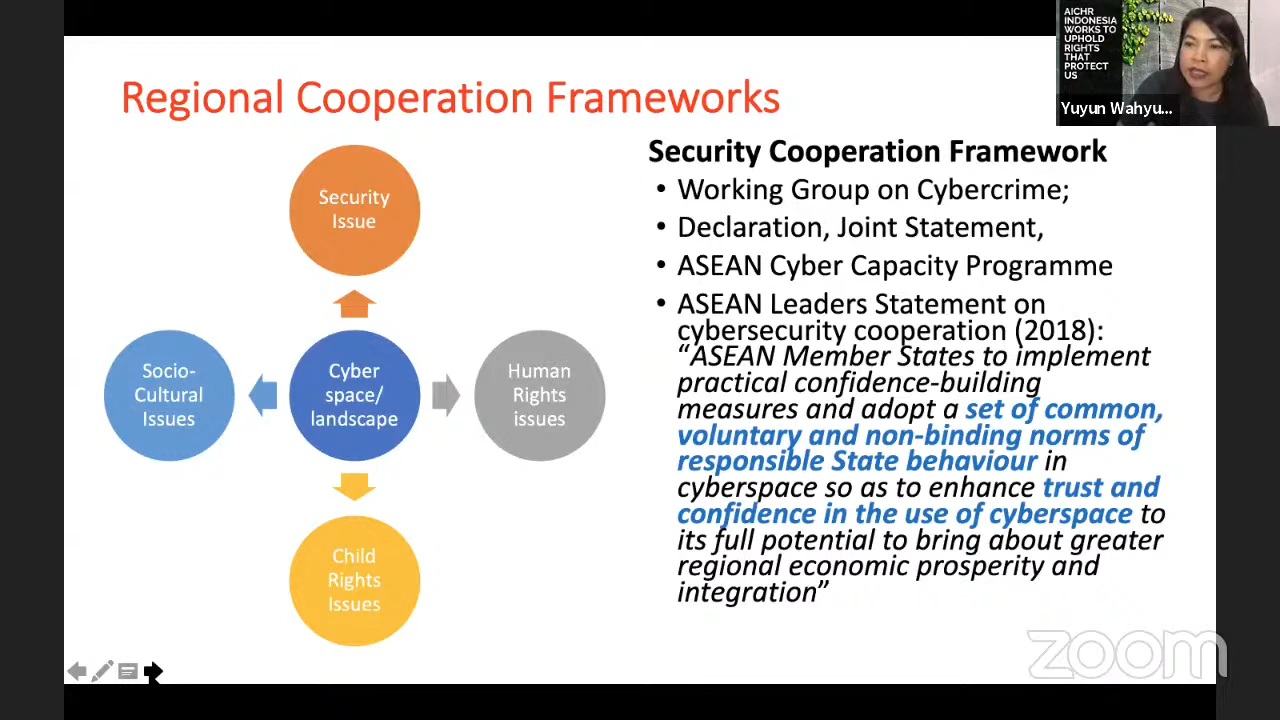 AICHR
INDONESIA
WORKS TO
UPHOLD
RIGHTS
THAT
PROTECT
US
Yuyun Wahyu...
Regional Cooperation Frameworks
Security
Issue
Socio-
Cultural
Issues
Cyber
space/
landscape
Human
Rights
issues
Child
Rights
Issues
Security Cooperation Framework
• Working Group on Cybercrime;
• Declaration, Joint Statement,
• ASEAN Cyber Capacity Programme
• ASEAN Leaders Statement on
cybersecurity cooperation (2018):
“ASEAN Member States to implement
practical confidence-building
measures and adopt a set of common,
voluntary and non-binding norms of
responsible State behaviour in
cyberspace so as to enhance trust and
confidence in the use of cyberspace to
its full potential to bring about greater
regional economic prosperity and
integration”
zoom